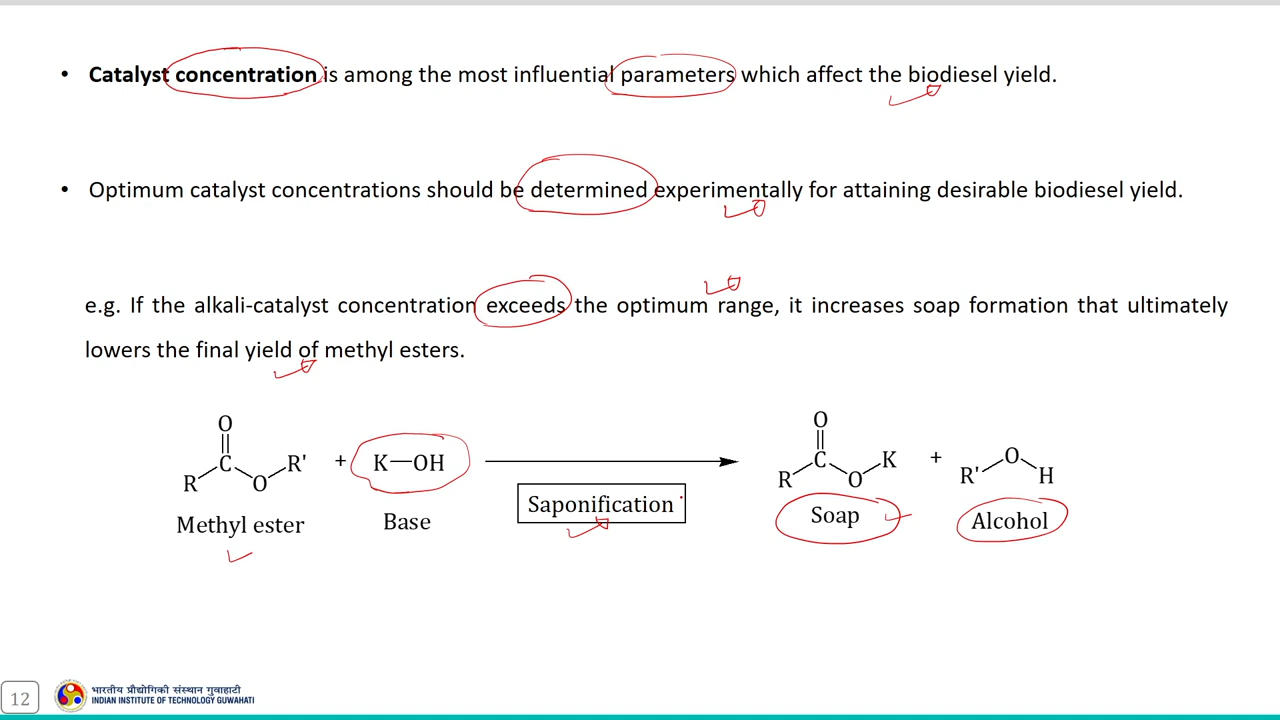 • Catalyst concentration is among the most influential parameters which affect the biodiesel yield.
• Optimum catalyst concentrations should be determined experimentally for attaining desirable biodiesel yield.
e.g. If the alkali-catalyst concentration exceeds the optimum range, it increases soap formation that ultimately
lowers the final yield of methyl esters.
O
C
R
O
R'
+
K—OH
O
C
R
O
K
+
R'
O
H
Saponification
Methyl ester
Base
Soap
Alcohol
12
भारतीय प्रौद्योगिकी संस्थान गुवाहाटी
INDIAN INSTITUTE OF TECHNOLOGY GUWAHATI